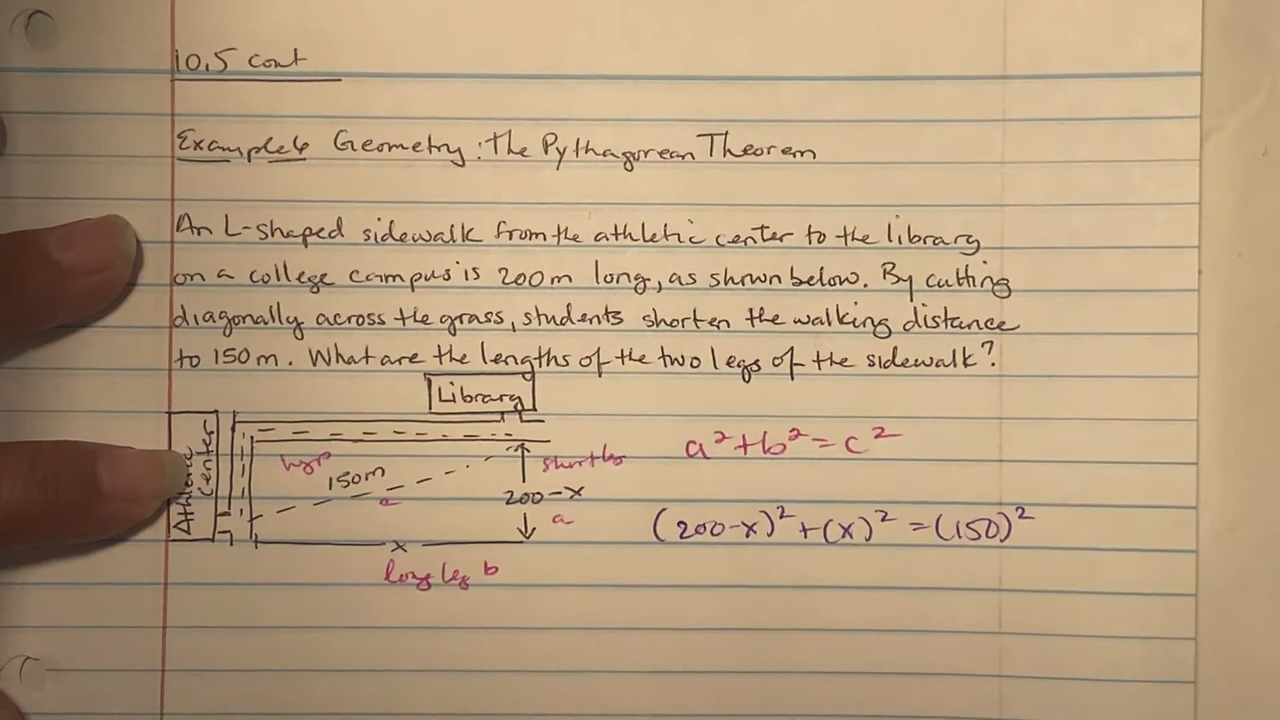 10.5 cont
Example 6 Geometry: The Pythagorean Theorem
An L-shaped sidewalk from the athletic center to the library
on a college campus is 200m long, as shown below. By cutting
diagonally across the grass, students shorten the walking distance
to 150m. What are the lengths of the two legs of the sidewalk?
Library
Athletic
Center
hyp
150m
c
short leg
200-x
a
x
long leg b
a²+b²=c²
(200-x)²+(x)²=(150)²